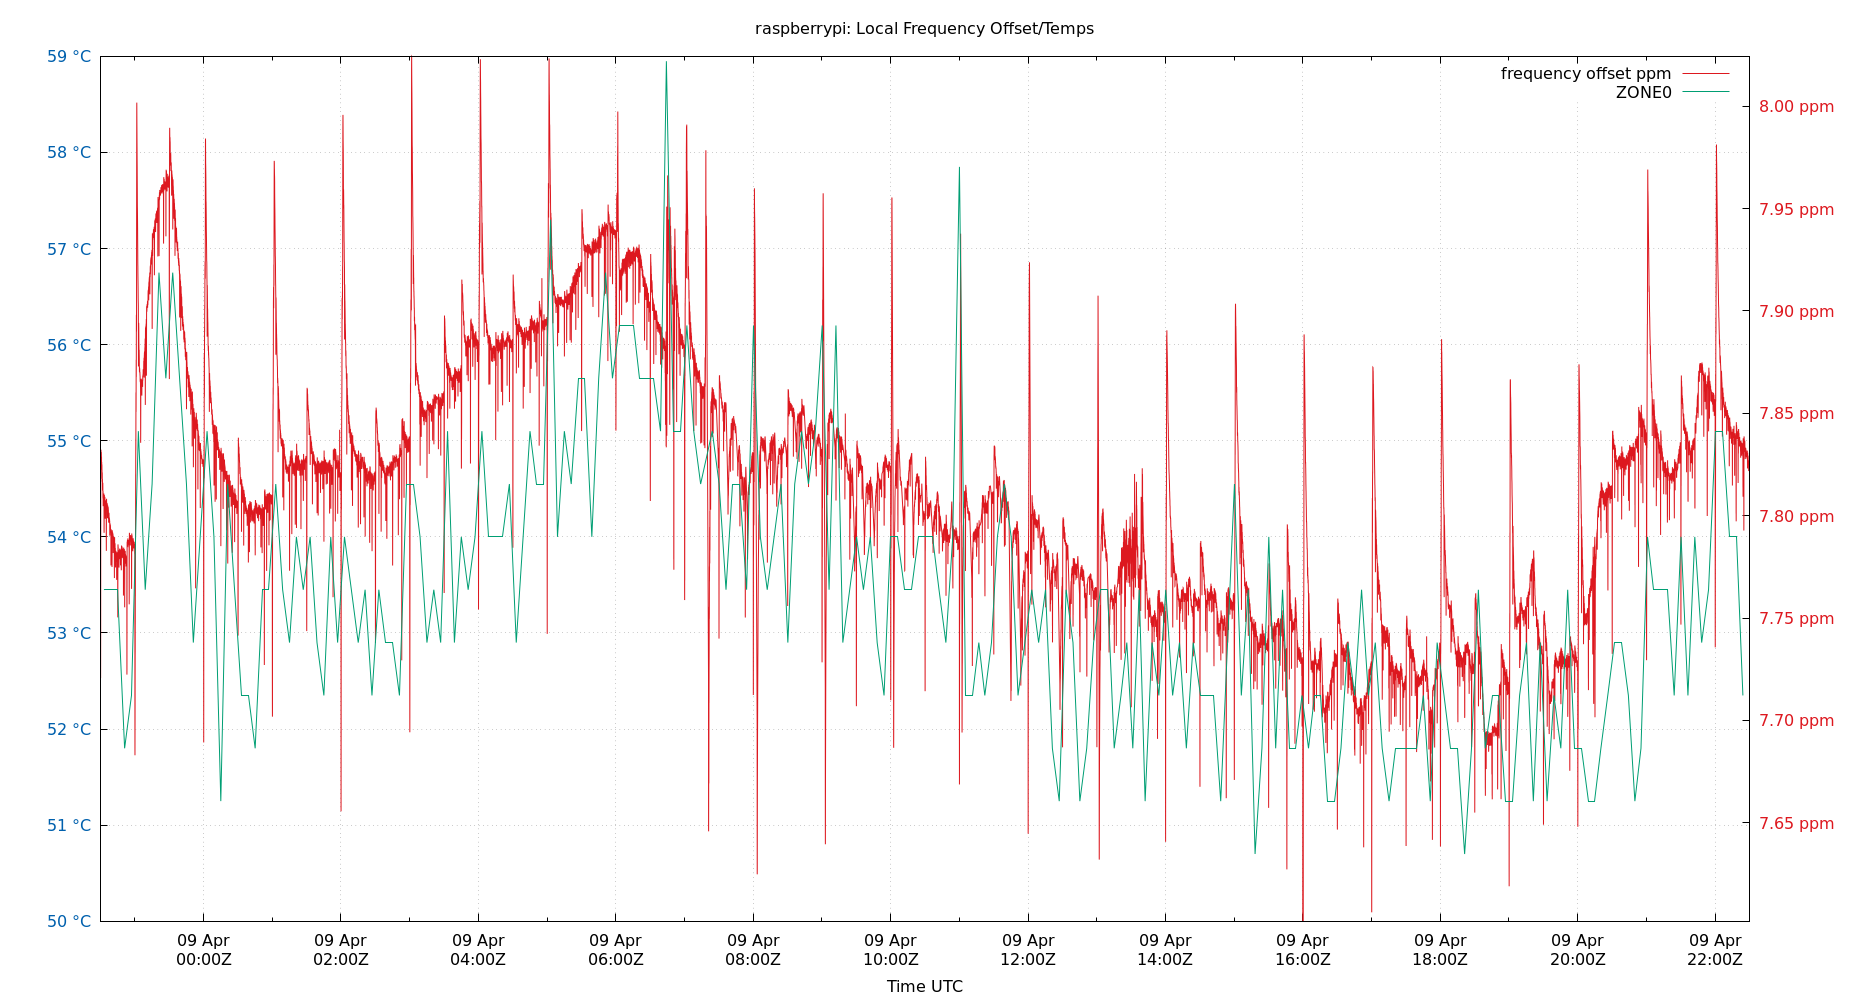 raspberrypi: Local Frequency Offset/Temps
frequency offset ppm
ZONE0
59 °C
58 °C
57 °C
56 °C
55 °C
54 °C
53 °C
52 °C
51 °C
50 °C
8.00 ppm
7.95 ppm
7.90 ppm
7.85 ppm
7.80 ppm
7.75 ppm
7.70 ppm
7.65 ppm
09 Apr 09 Apr 09 Apr 09 Apr 09 Apr 09 Apr 09 Apr 09 Apr 09 Apr 09 Apr 09 Apr 09 Apr
00:00Z 02:00Z 04:00Z 06:00Z 08:00Z 10:00Z 12:00Z 14:00Z 16:00Z 18:00Z 20:00Z 22:00Z
Time UTC